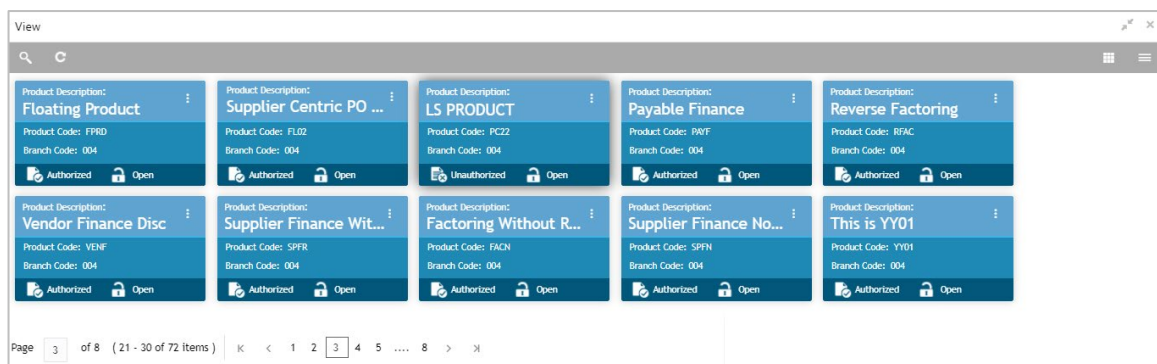 View
Product Description:
Floating Product
Product Code: FPRD
Branch Code: 004
Authorized Open
Product Description:
Supplier Centric PO ...
Product Code: FL02
Branch Code: 004
Authorized Open
Product Description:
LS PRODUCT
Product Code: PC22
Branch Code: 004
Unauthorized Open
Product Description:
Payable Finance
Product Code: PAYF
Branch Code: 004
Authorized Open
Product Description:
Reverse Factoring
Product Code: RFAC
Branch Code: 004
Authorized Open
Product Description:
Vendor Finance Disc
Product Code: VENF
Branch Code: 004
Authorized Open
Product Description:
Supplier Finance Wit...
Product Code: SPFR
Branch Code: 004
Authorized Open
Product Description:
Factoring Without R...
Product Code: FACN
Branch Code: 004
Authorized Open
Product Description:
Supplier Finance No...
Product Code: SPFN
Branch Code: 004
Authorized Open
Product Description:
This is YY01
Product Code: YY01
Branch Code: 004
Authorized Open
Page 3 of 8 ( 21 - 30 of 72 items ) 1 2 3 4 5 .... 8